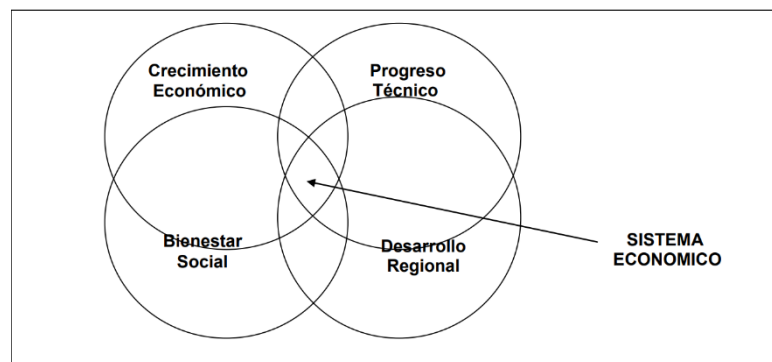 Crecimiento
Económico
Progreso
Técnico
Bienestar
Social
Desarrollo
Regional
SISTEMA
ECONOMICO